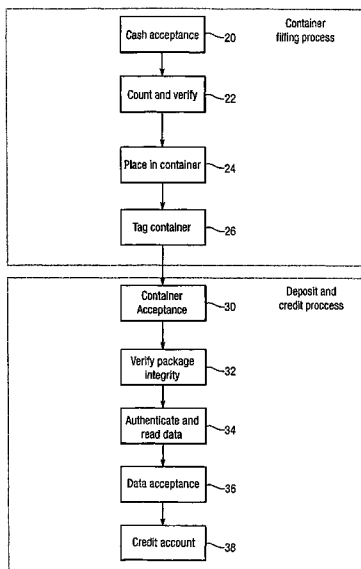 Container
filling process
Cash acceptance
20
Count and verify
22
Place in container
24
Tag container
26
Deposit and
credit proccess
Container
Acceptance
30
Verify package
integrity
32
Authenticate and
read data
34
Data acceptance
36
Credit account
38